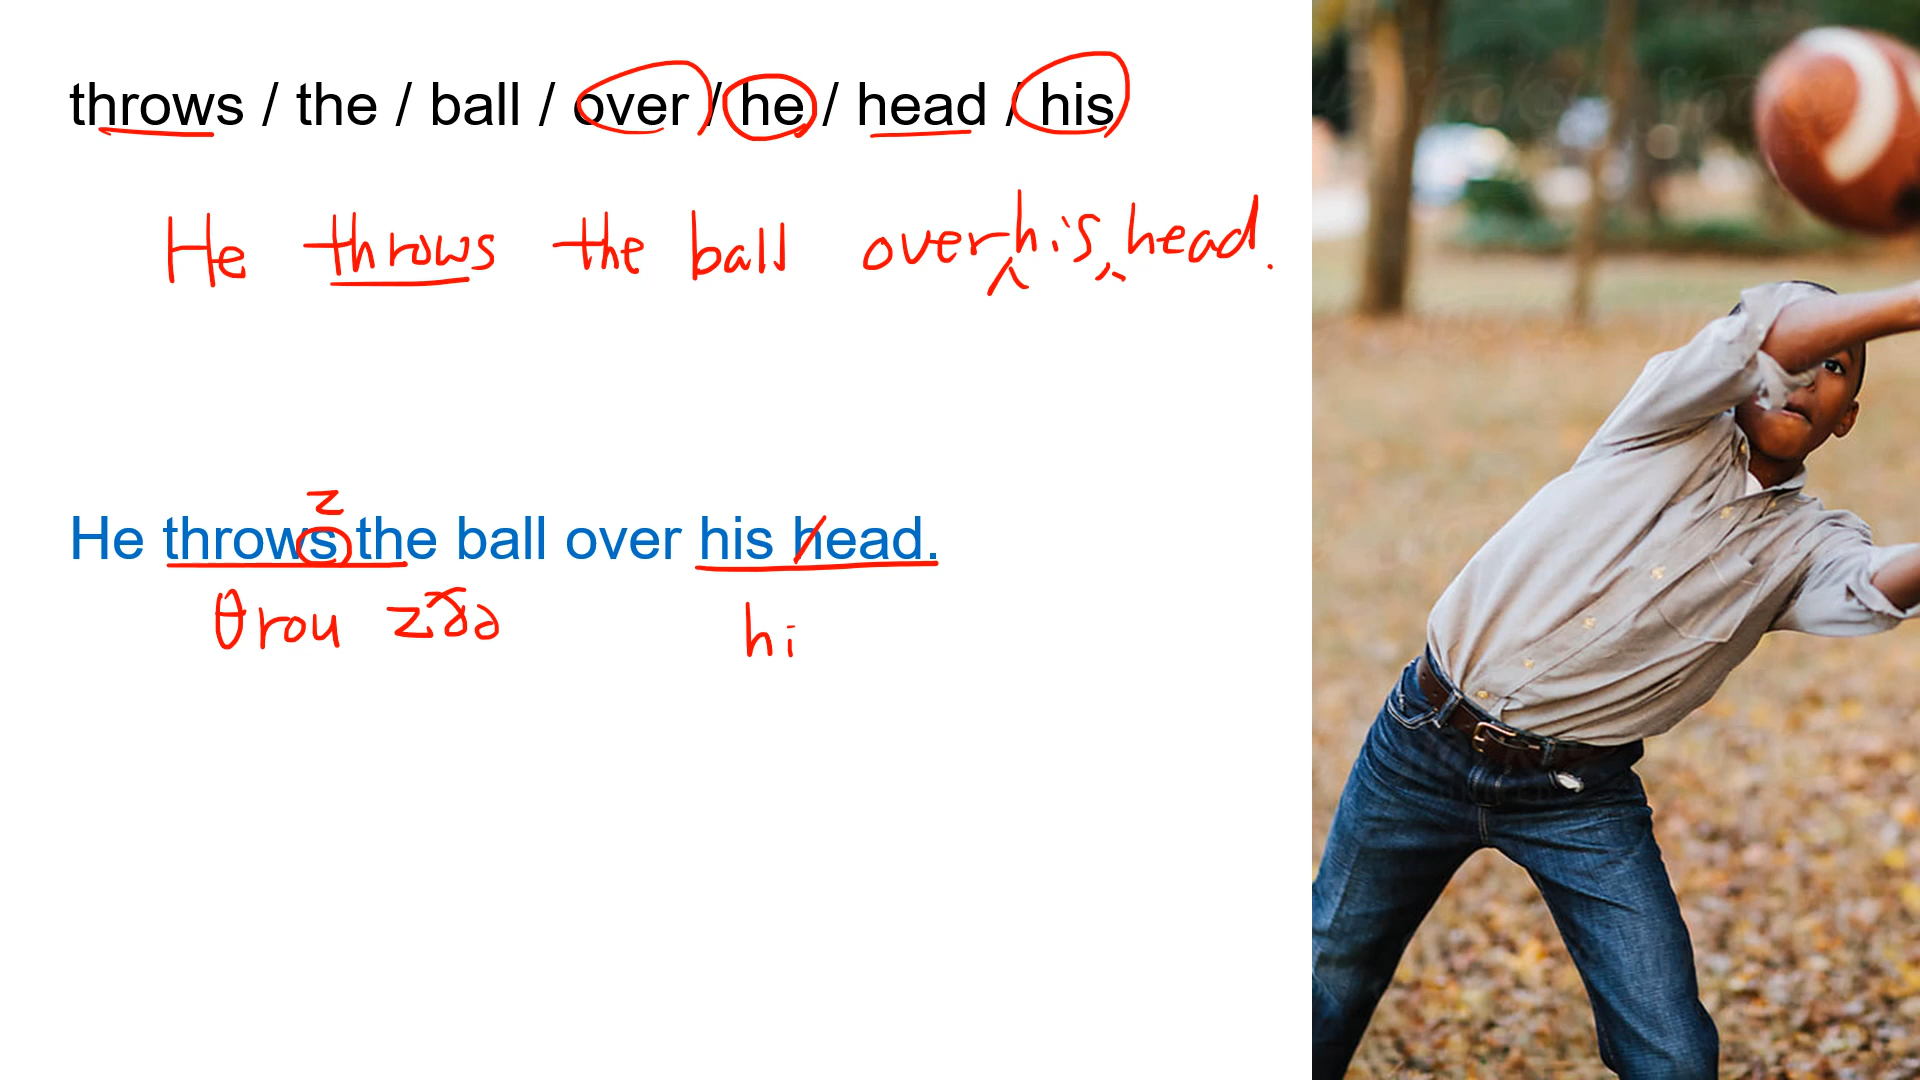 throws / the / ball / over / he / head / his
He throws the ball over his head.
z
He throws the ball over his head.
θrou zðə hi